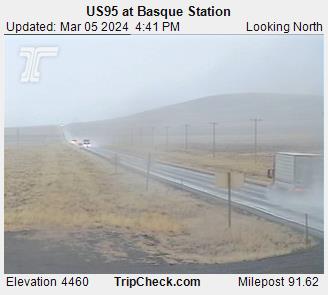 US95 at Basque Station
Updated: Mar 05 2024 4:41 PM Looking North
Elevation 4460 TripCheck.com Milepost 91.62